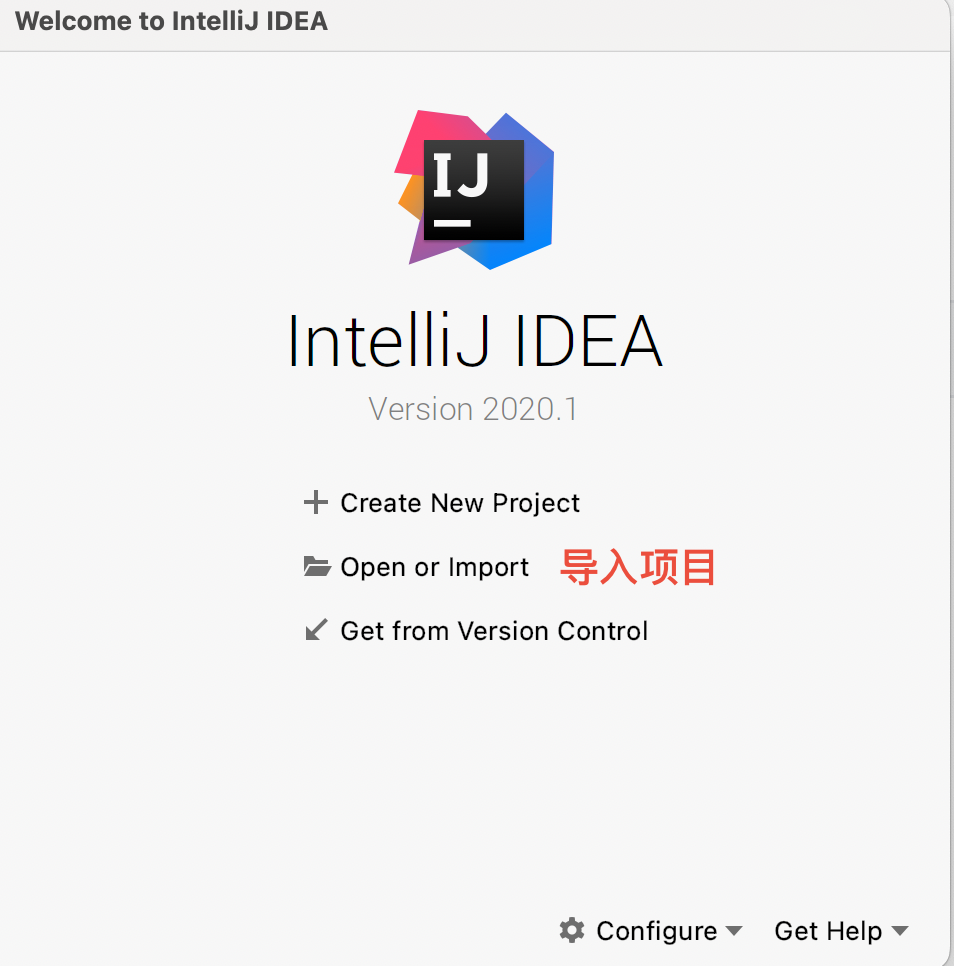 Welcome to IntelliJ IDEA
IJ
IntelliJ IDEA
Version 2020.1
Create New Project
Open or Import 导入项目
Get from Version Control
Configure Get Help